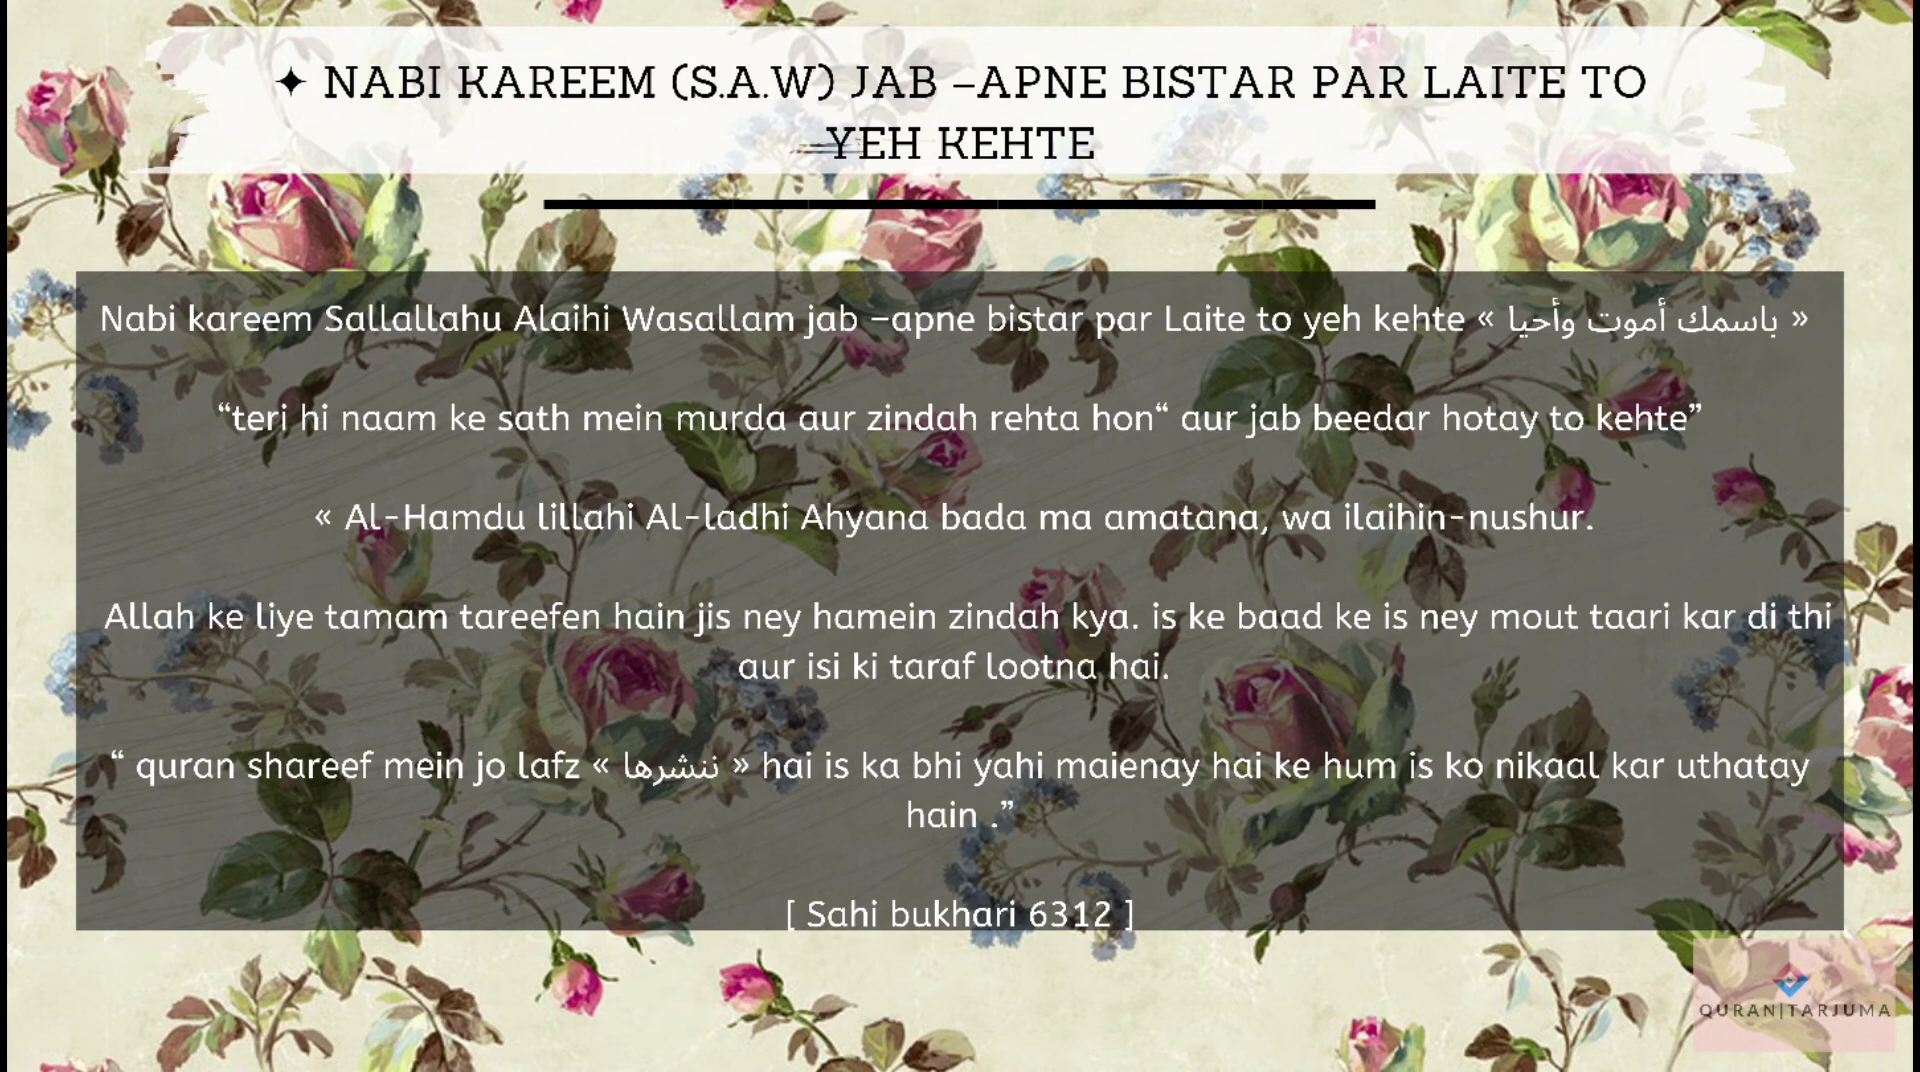 ✦ NABI KAREEM (S.A.W) JAB –APNE BISTAR PAR LAITE TO
YEH KEHTE
Nabi kareem Sallallahu Alaihi Wasallam jab –apne bistar par Laite to yeh kehte « باسمك أموت وأحيا »
“teri hi naam ke sath mein murda aur zindah rehta hon“ aur jab beedar hotay to kehte”
« Al-Hamdu lillahi Al-ladhi Ahyana bada ma amatana, wa ilaihin-nushur.
Allah ke liye tamam tareefen hain jis ney hamein zindah kya. is ke baad ke is ney mout taari kar di thi
aur isi ki taraf lootna hai.
“ quran shareef mein jo lafz « ننشرها » hai is ka bhi yahi maienay hai ke hum is ko nikaal kar uthatay
hain .”
[ Sahi bukhari 6312 ]
QURAN|TARJUMA